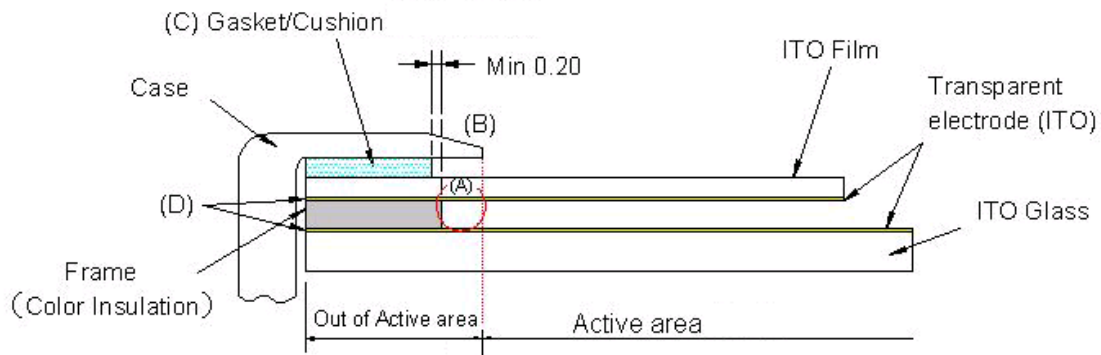 (C) Gasket/Cushion
Min 0.20
ITO Film
Case
Transparent
electrode (ITO)
(B)
(A)
(D)
ITO Glass
Frame
(Color Insulation)
Out of Active area
Active area